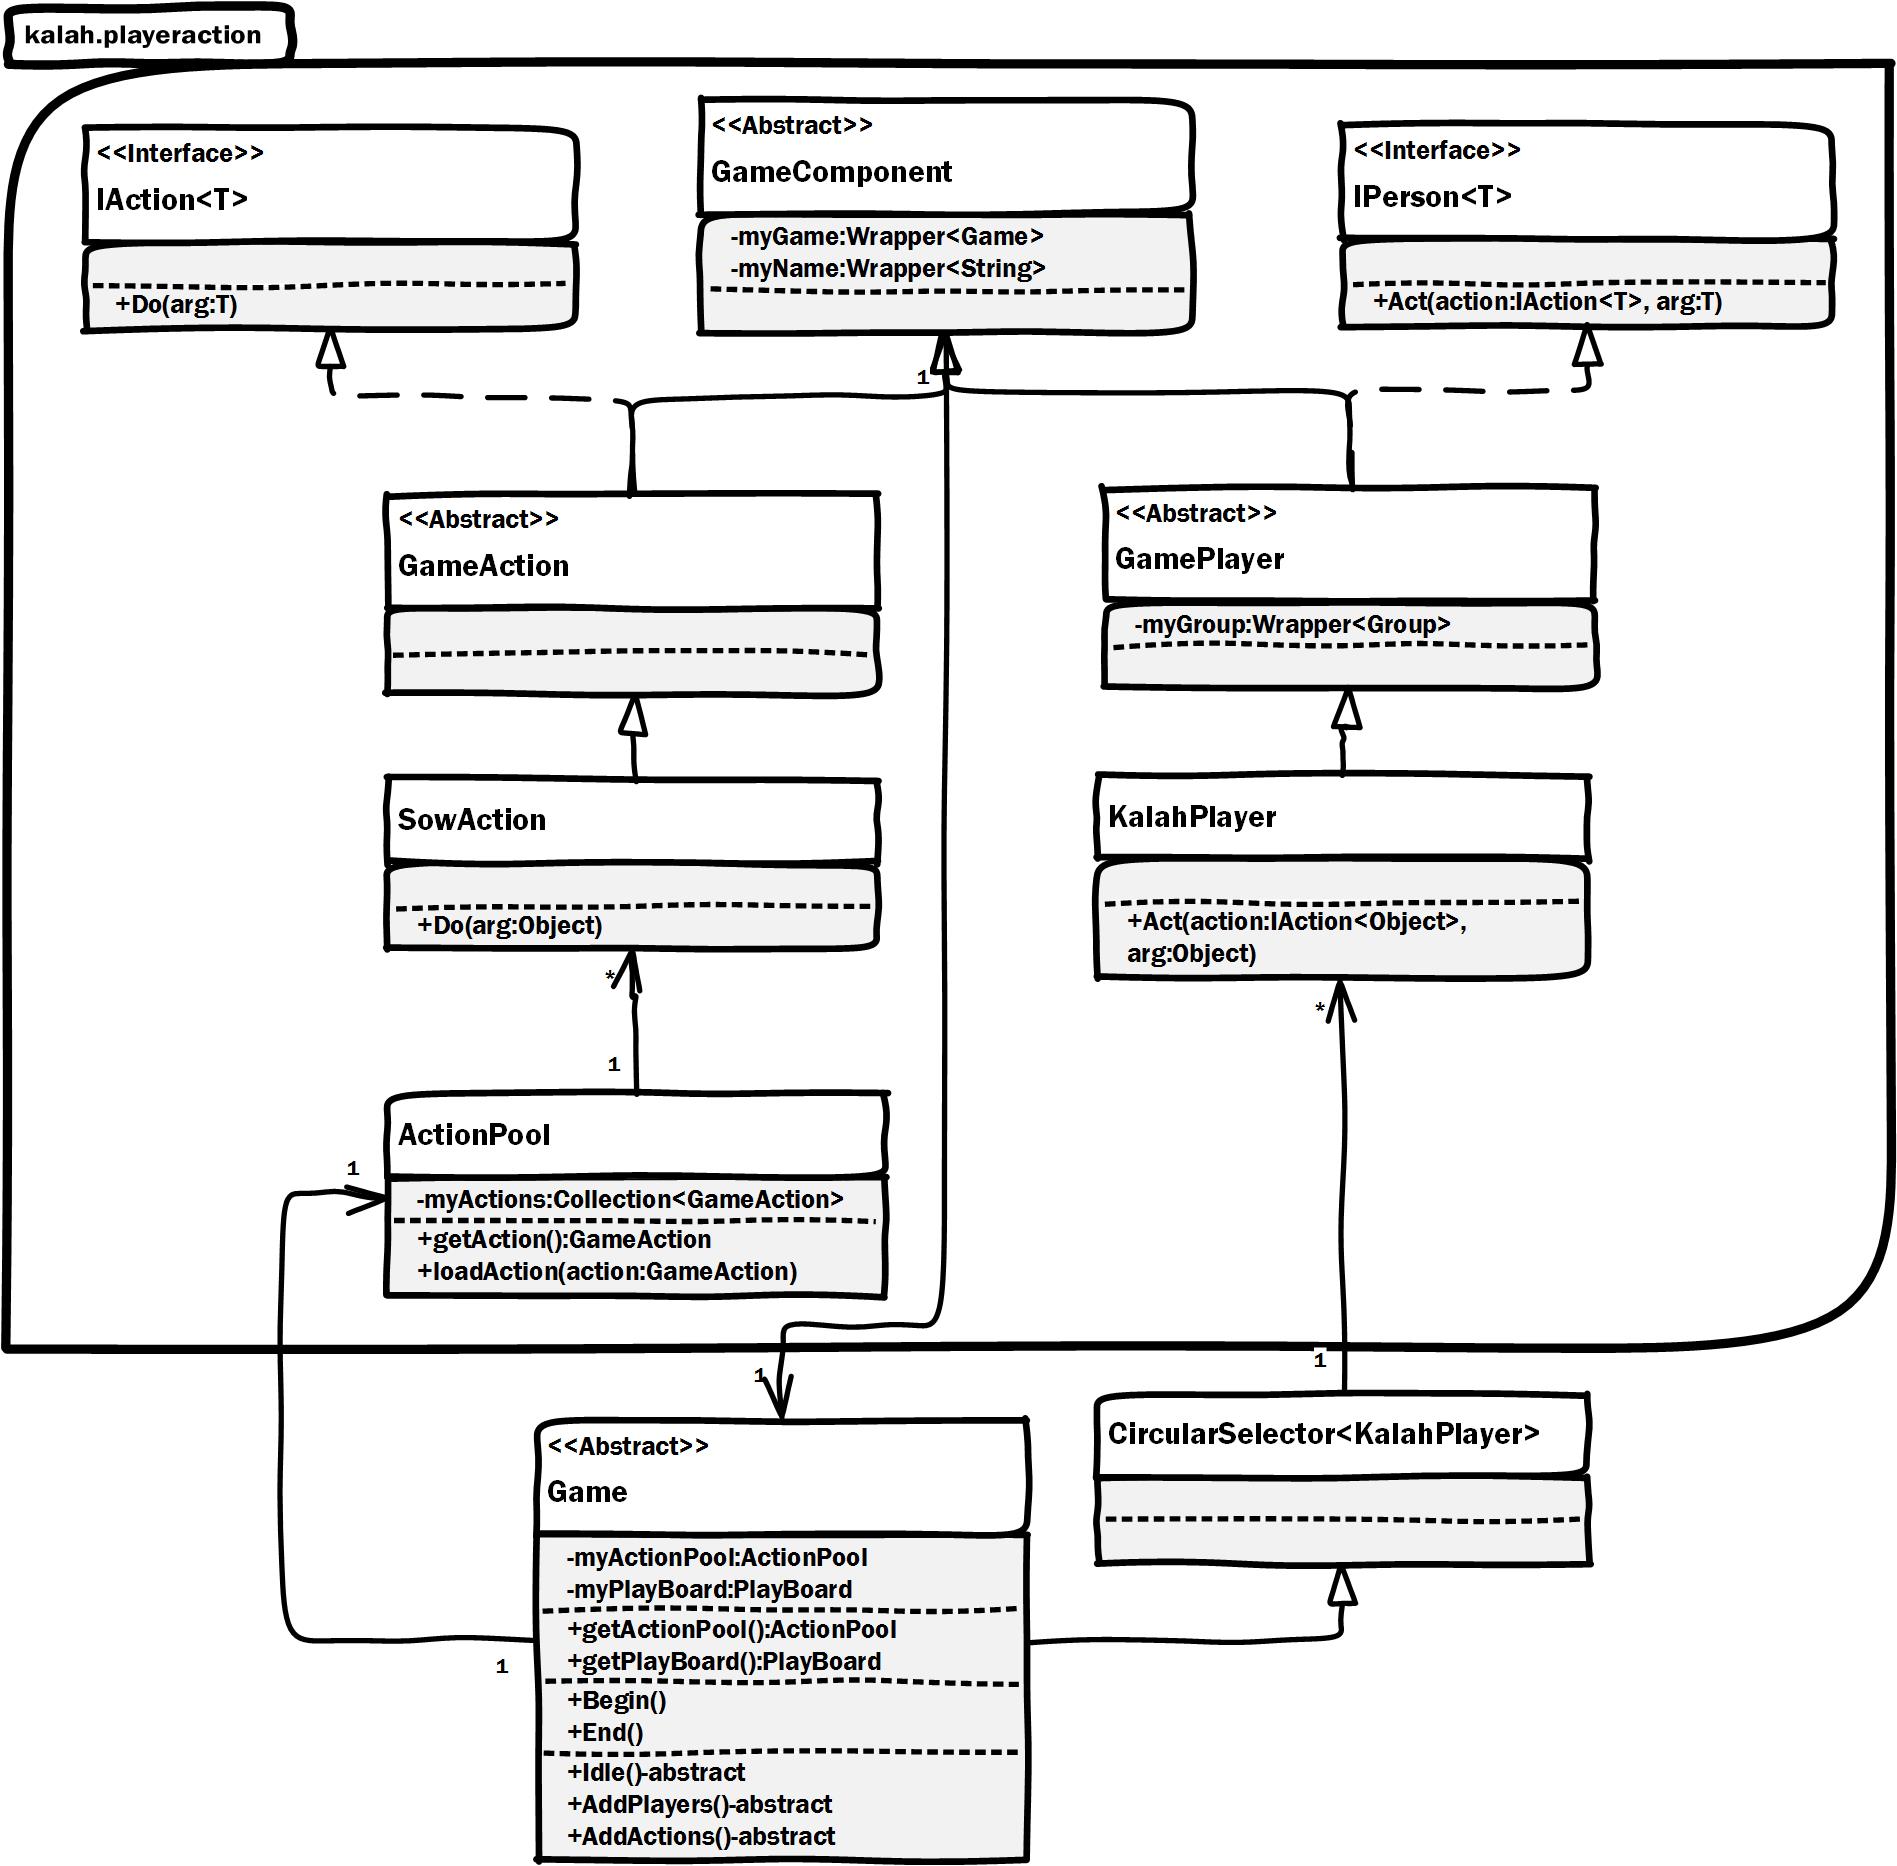 kalah.playeraction
<<Interface>>
IAction<T>
+Do(arg:T)
<<Abstract>>
GameComponent
-myGame:Wrapper<Game>
-myName:Wrapper<String>
<<Interface>>
IPerson<T>
+Act(action:IAction<T>, arg:T)
1
<<Abstract>>
GameAction
<<Abstract>>
GamePlayer
-myGroup:Wrapper<Group>
SowAction
+Do(arg:Object)
KalahPlayer
+Act(action:IAction<Object>,
arg:Object)
*
*
1
ActionPool
-myActions:Collection<GameAction>
+getAction():GameAction
+loadAction(action:GameAction)
1
1
1
<<Abstract>>
Game
-myActionPool:ActionPool
-myPlayBoard:PlayBoard
+getActionPool():ActionPool
+getPlayBoard():PlayBoard
+Begin()
+End()
+Idle()-abstract
+AddPlayers()-abstract
+AddActions()-abstract
CircularSelector<KalahPlayer>
1